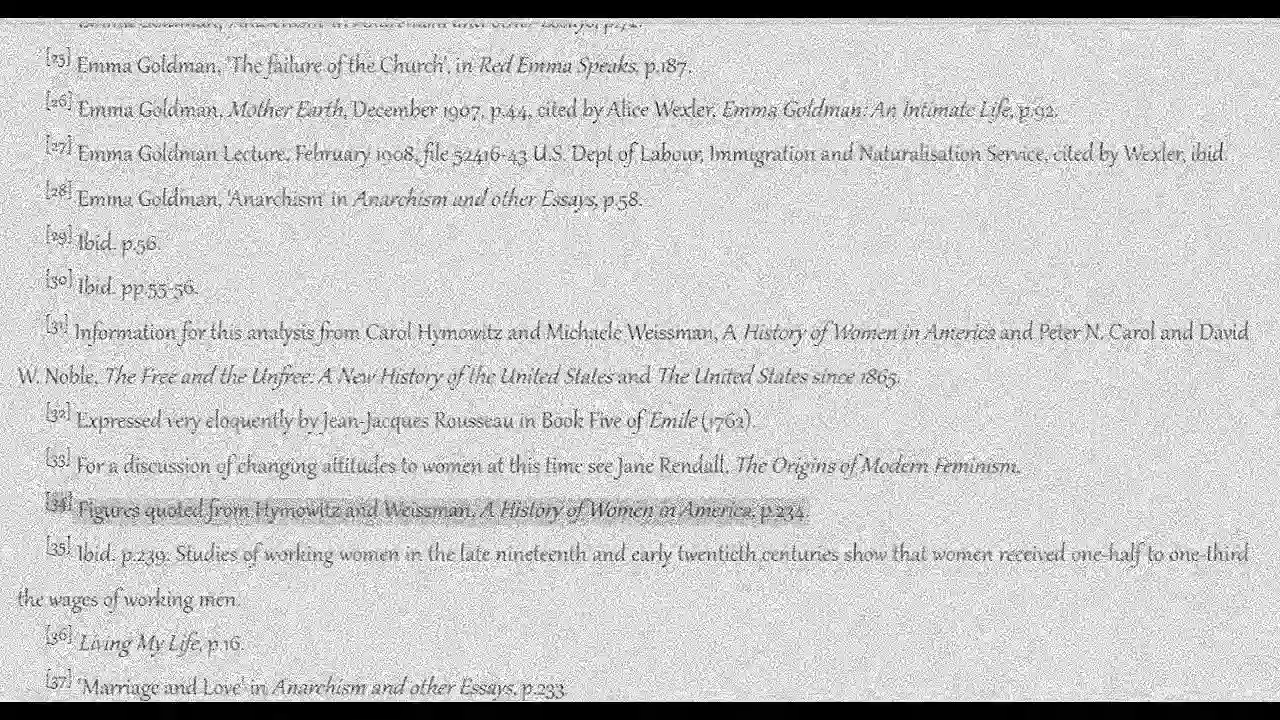 [25] Emma Goldman, 'The failure of the Church', in Red Emma Speaks, p.187.
[26] Emma Goldman, Mother Earth, December 1907, p.44, cited by Alice Wexler, Emma Goldman: An Intimate Life, p.92.
[27] Emma Goldman Lecture, February 1908, file 52416-43 U.S. Dept of Labour, Immigration and Naturalisation Service, cited by Wexler, ibid.
[28] Emma Goldman, 'Anarchism' in Anarchism and other Essays, p.58.
[29] Ibid. p.56.
[30] Ibid. pp.55-56.
[31] Information for this analysis from Carol Hymowitz and Michaele Weissman, A History of Women in America and Peter N. Carol and David
W. Noble, The Free and the Unfree: A New History of the United States and The United States since 1865.
[32] Expressed very eloquently by Jean-Jacques Rousseau in Book Five of Emile (1762).
[33] For a discussion of changing attitudes to women at this time see Jane Rendall, The Origins of Modern Feminism.
[34] Figures quoted from Hymowitz and Weissman, A History of Women in America, p.234.
[35] Ibid. p.239. Studies of working women in the late nineteenth and early twentieth centuries show that women received one-half to one-third
the wages of working men.
[36] Living My Life, p.16.
[37] 'Marriage and Love' in Anarchism and other Essays, p.233